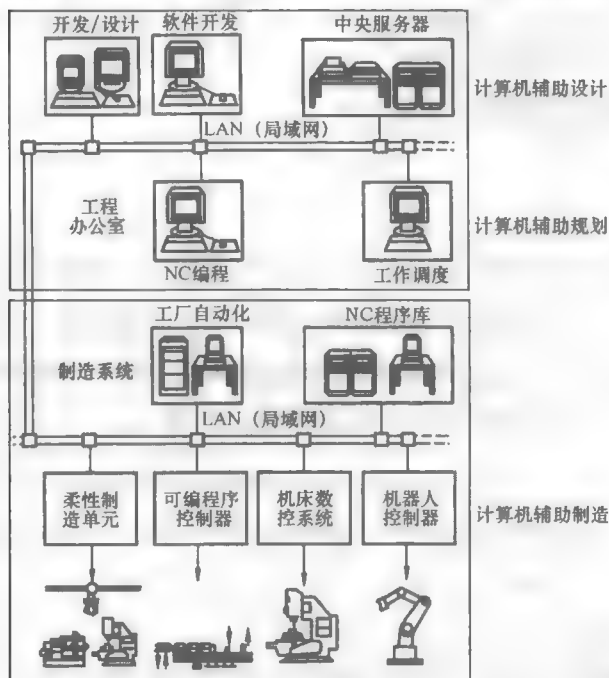 开发/设计
软件开发
中央服务器
计算机辅助设计
LAN（局域网）
工程
办公室
计算机辅助规划
NC编程
工作调度
工厂自动化
NC程序库
制造系统
LAN（局域网）
柔性制
造单元
可编程序
控制器
机床数
控系统
机器人
控制器
计算机辅助制造